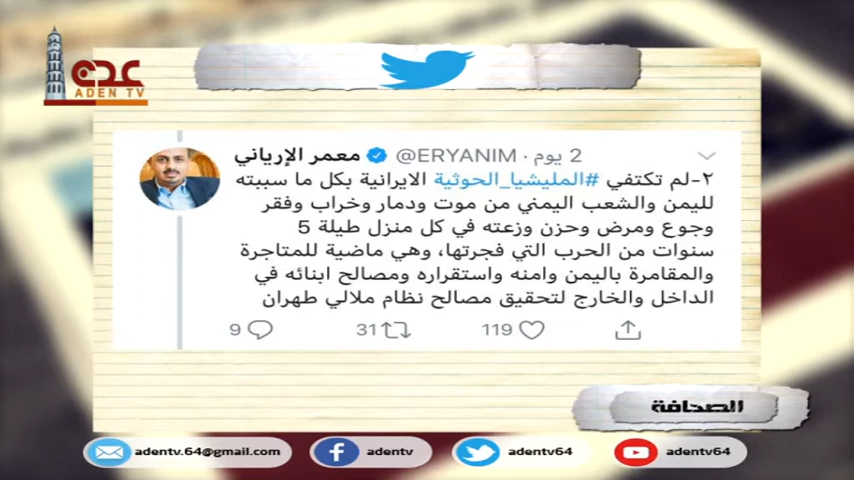 عدن
ADEN TV
معمر الإرياني @ERYANIM · 2 يوم
٢-لم تكتفي #المليشيا_الحوثية الايرانية بكل ما سببته
لليمن والشعب اليمني من موت ودمار وخراب وفقر
وجوع ومرض وحزن وزعته في كل منزل طيلة 5
سنوات من الحرب التي فجرتها، وهي ماضية للمتاجرة
والمقامرة باليمن وامنه واستقراره ومصالح ابنائه في
الداخل والخارج لتحقيق مصالح نظام ملالي طهران
9 31 119
الصحافة
adentv.64@gmail.com adentv adentv64 adentv64